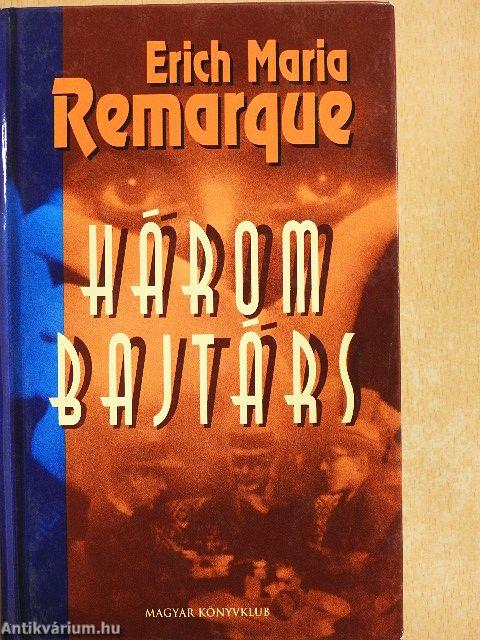 Erich Maria
Remarque
HÁROM
BAJTÁRS
MAGYAR KÖNYVKLUB
Antikvárium.hu